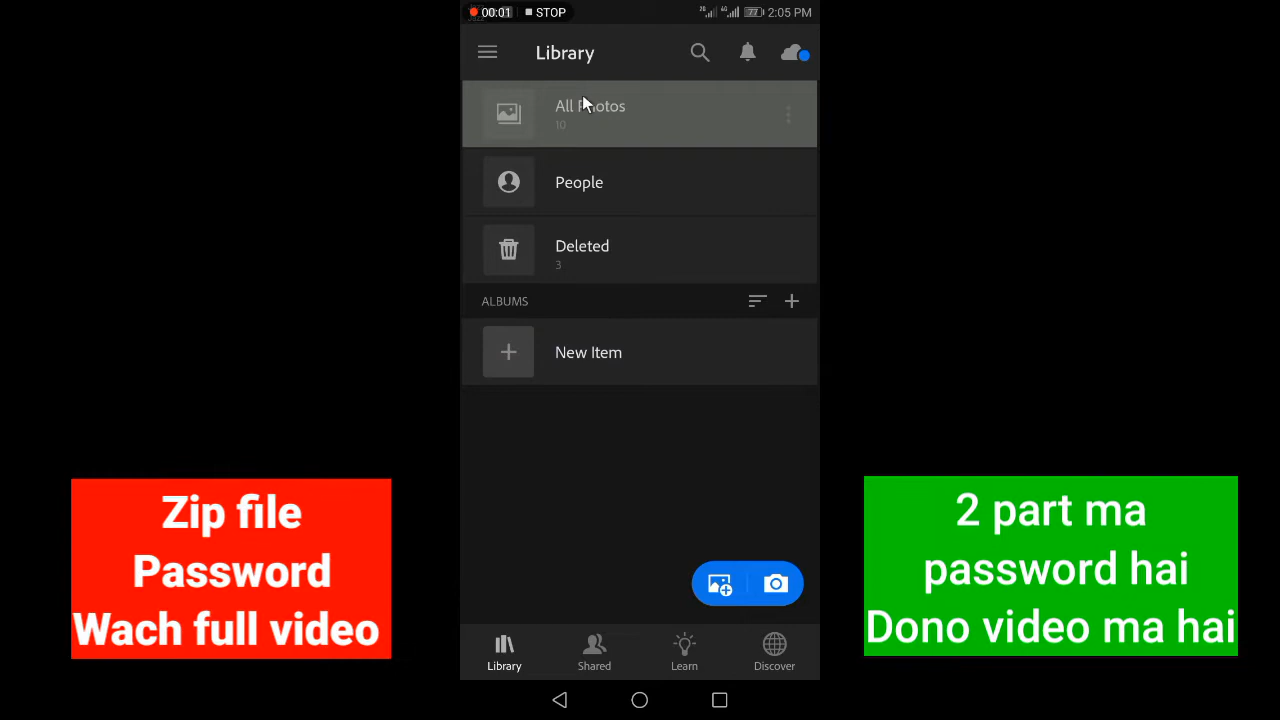 00:01 STOP 77 2:05 PM
Library
All Photos
10
People
Deleted
3
ALBUMS
New Item
Zip file
Password
Wach full video
2 part ma
password hai
Dono video ma hai
Library Shared Learn Discover